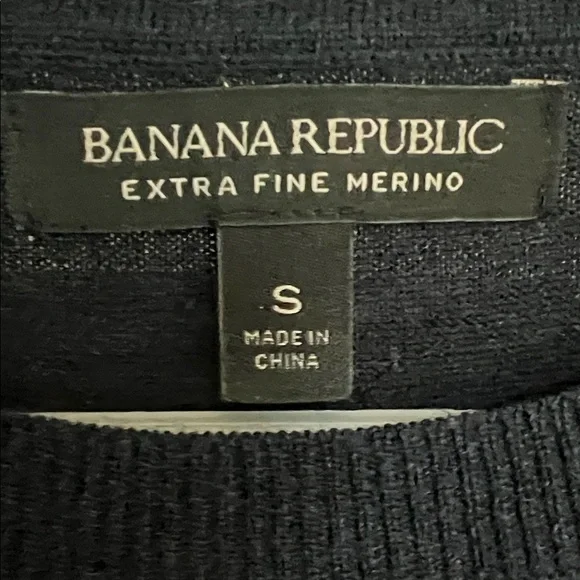 BANANA REPUBLIC
EXTRA FINE MERINO
S
MADE IN
CHINA